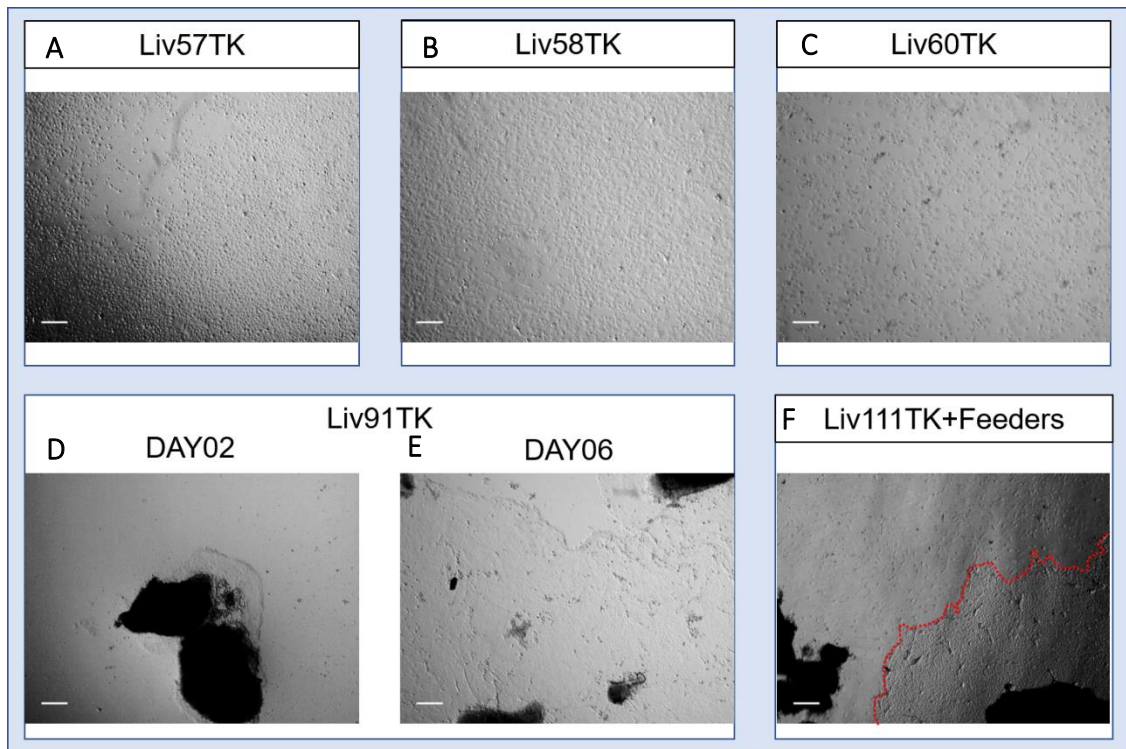 A Liv57TK
B Liv58TK
C Liv60TK
Liv91TK
D DAY02
E DAY06
F Liv111TK+Feeders